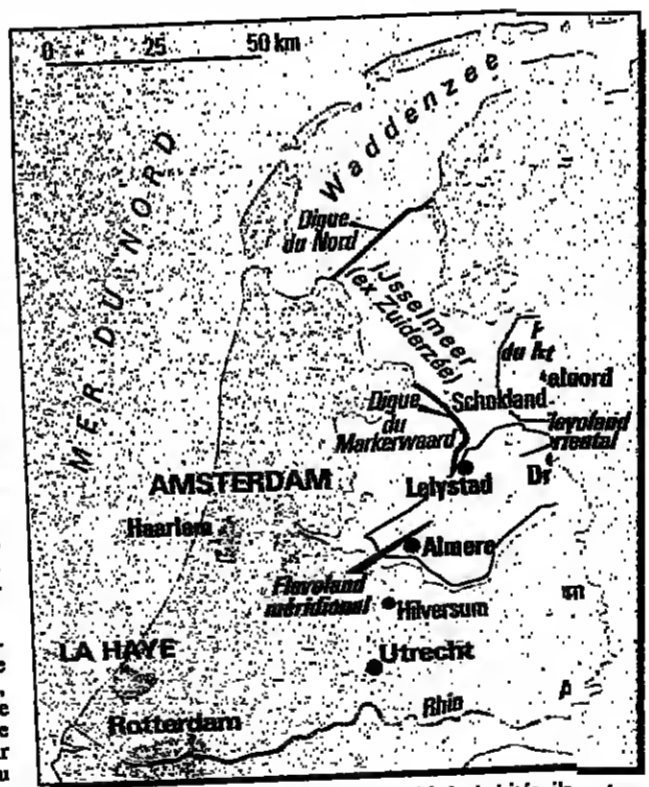 0 25 50 km
Waddenzee
MER DU NORD
Digue
du Nord
IJsselmeer
(ex Zuiderzée)
Digue
du
Markerwaard
Schokland
AMSTERDAM
Lelystad
Haarlem
Almere
Flevoland
méridional
Hilversum
LA HAYE
Utrecht
Rhin
Rotterdam